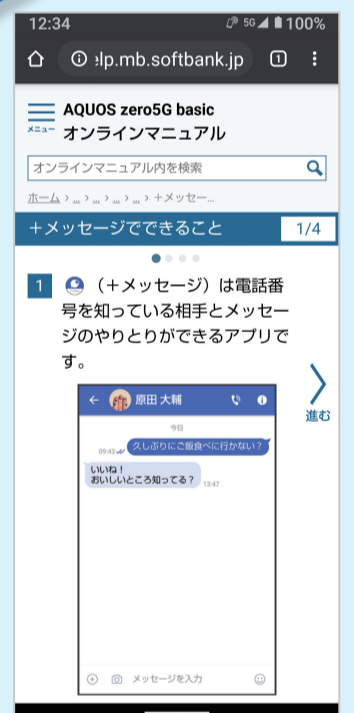 12:34 5G 100%
elp.mb.softbank.jp 1
メニュー
AQUOS zero5G basic
オンラインマニュアル
オンラインマニュアル内を検索
ホーム > ... > ... > ... > ... > ＋メッセー...
＋メッセージでできること 1/4
1 （＋メッセージ）は電話番
号を知っている相手とメッセー
ジのやりとりができるアプリで
す。
進む
原田 大輔
今日
久しぶりにご飯食べに行かない？
09:43
いいね！
おいしいところ知ってる？
13:47
メッセージを入力